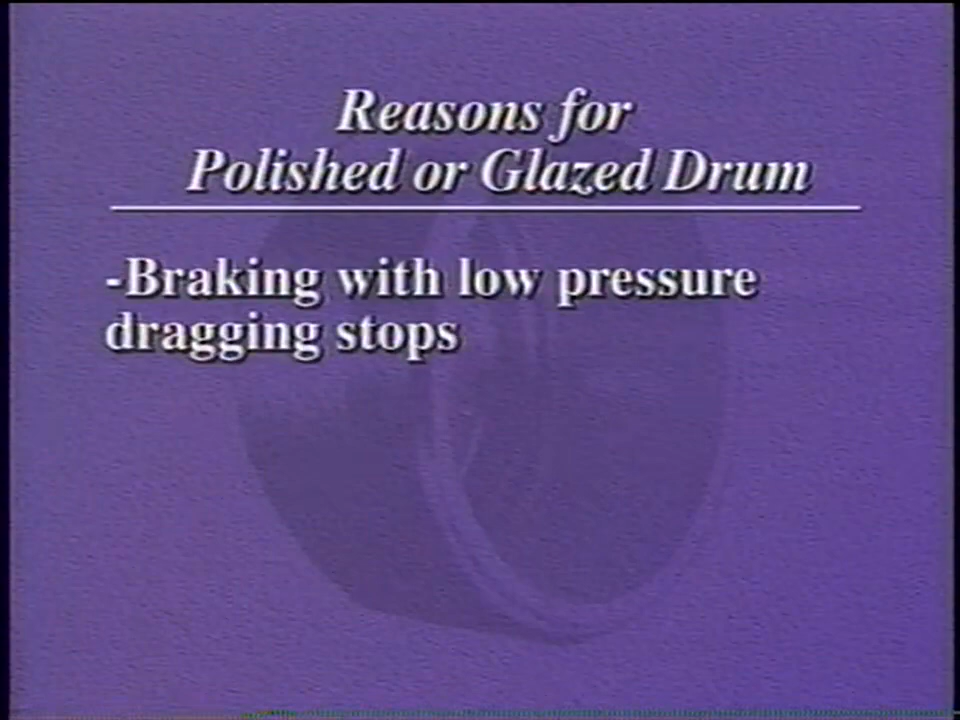 Reasons for
Polished or Glazed Drum
-Braking with low pressure
dragging stops